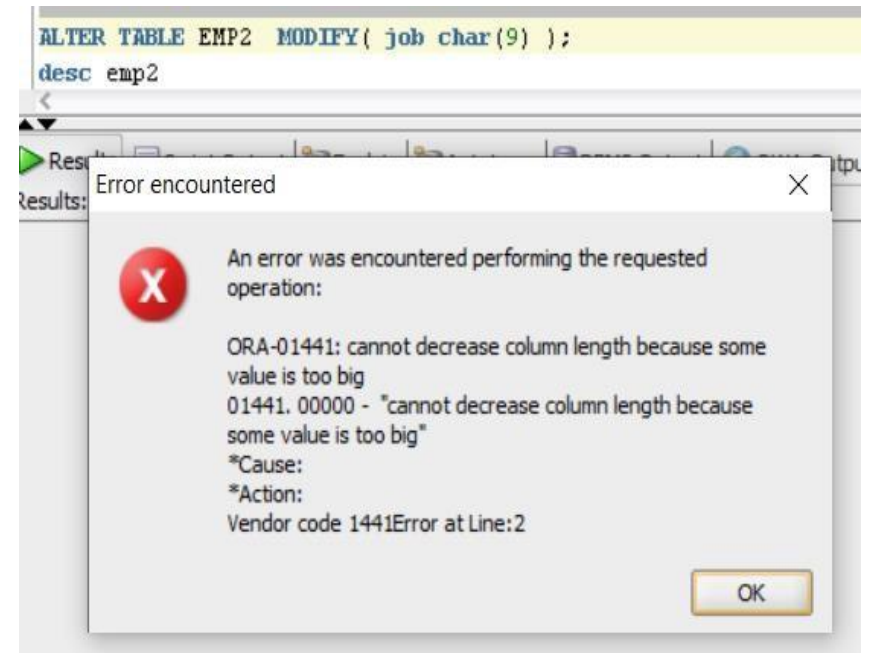 ALTER TABLE EMP2 MODIFY( job char(9) );
desc emp2
Results:
Error encountered
An error was encountered performing the requested
operation:
ORA-01441: cannot decrease column length because some
value is too big
01441. 00000 - "cannot decrease column length because
some value is too big"
*Cause:
*Action:
Vendor code 1441Error at Line:2
OK